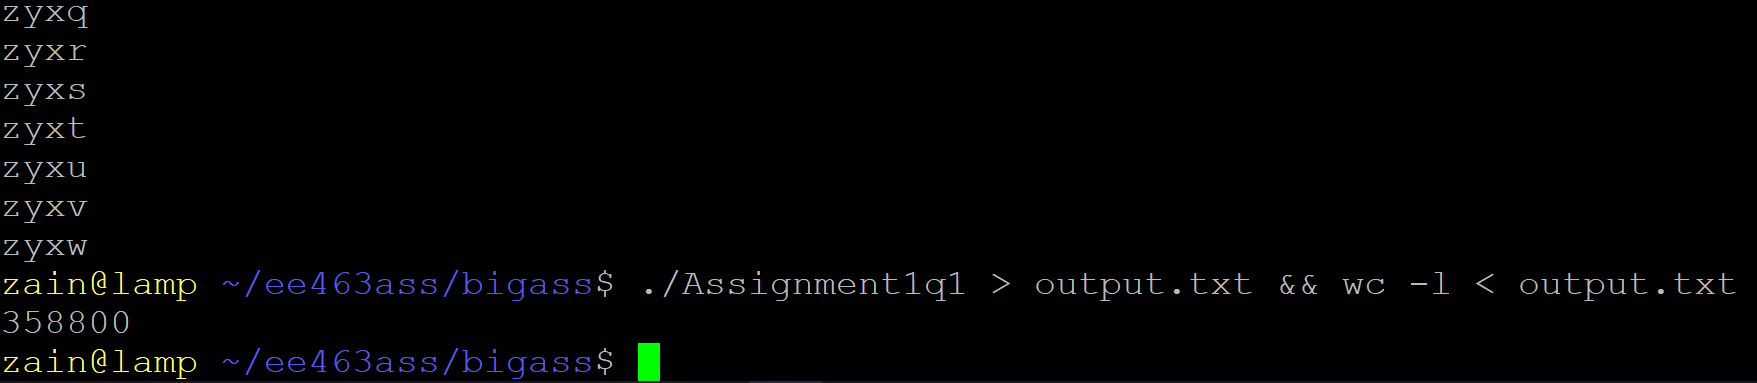 zyxq
zyxr
zyxs
zyxt
zyxu
zyxv
zyxw
zain@lamp ~/ee463ass/bigass$ ./Assignment1q1 > output.txt && wc -l < output.txt
358800
zain@lamp ~/ee463ass/bigass$